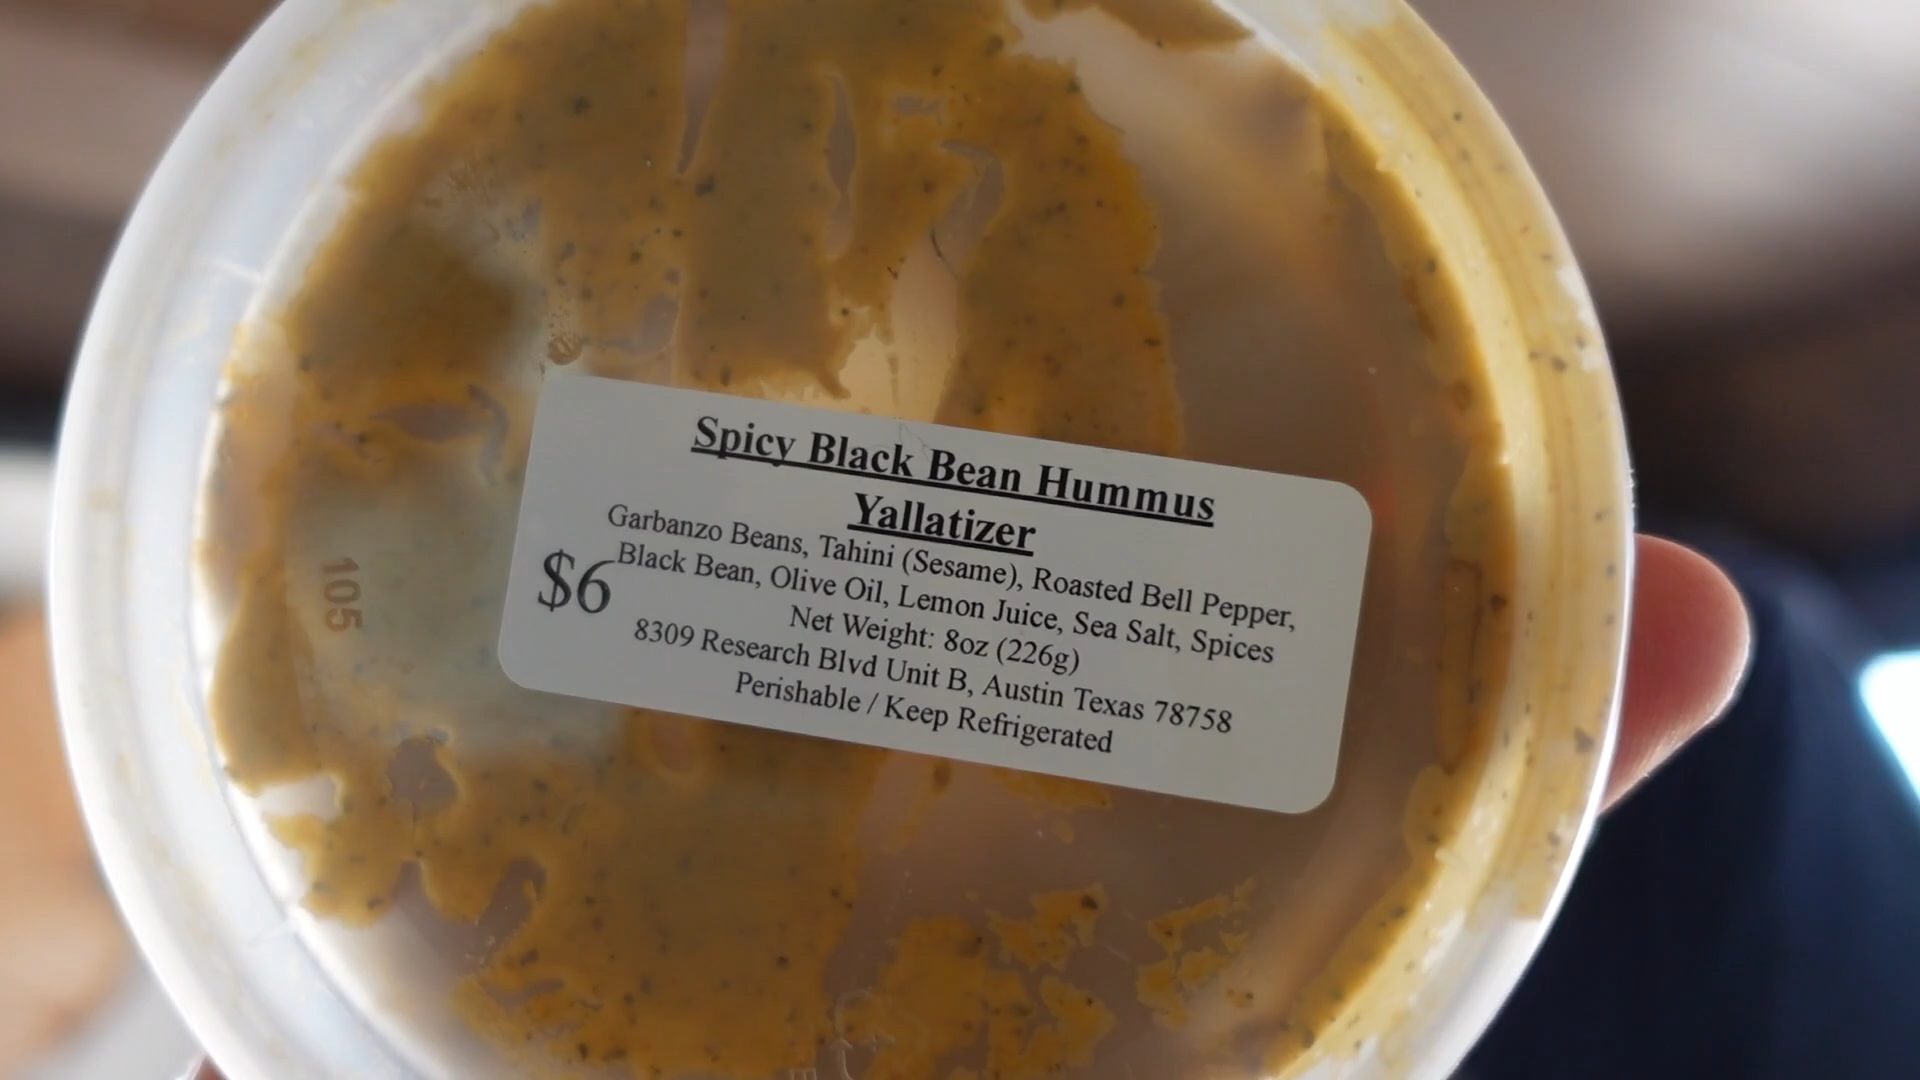 Spicy Black Bean Hummus
Yallatizer
Garbanzo Beans, Tahini (Sesame), Roasted Bell Pepper,
Black Bean, Olive Oil, Lemon Juice, Sea Salt, Spices
$6
Net Weight: 8oz (226g)
8309 Research Blvd Unit B, Austin Texas 78758
Perishable / Keep Refrigerated
105